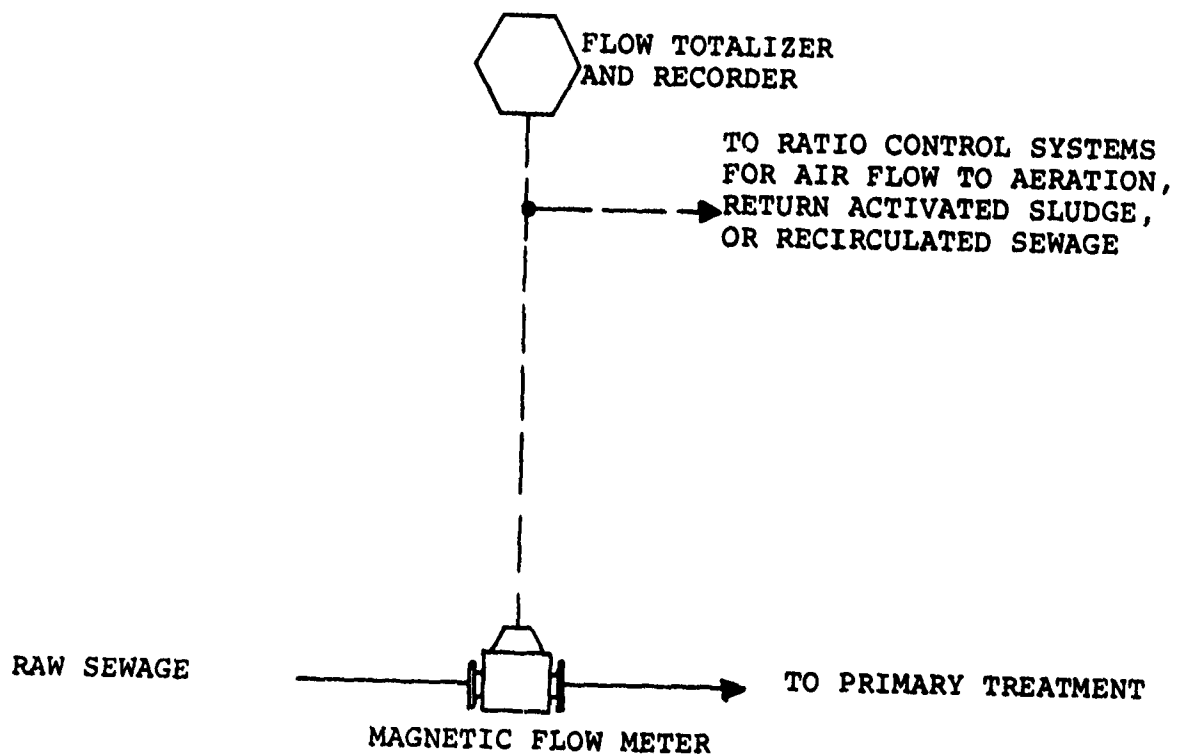 FLOW TOTALIZER
AND RECORDER
TO RATIO CONTROL SYSTEMS
FOR AIR FLOW TO AERATION,
RETURN ACTIVATED SLUDGE,
OR RECIRCULATED SEWAGE
RAW SEWAGE
TO PRIMARY TREATMENT
MAGNETIC FLOW METER